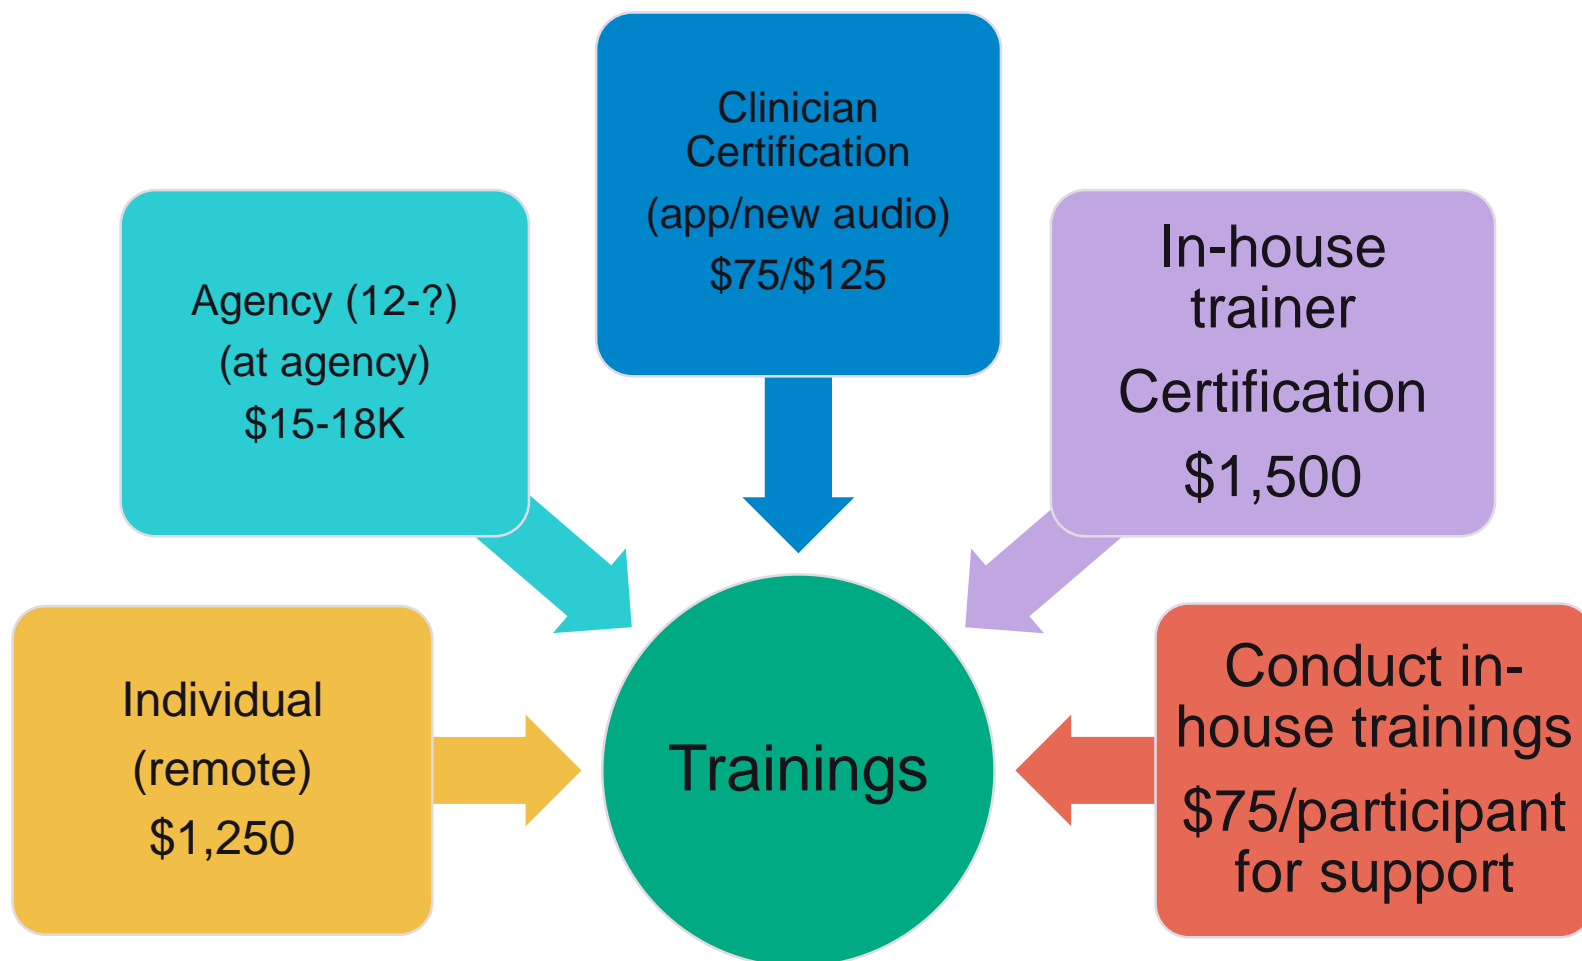 Clinician
Certification
(app/new audio)
$75/$125
Agency (12-?)
(at agency)
$15-18K
In-house
trainer
Certification
$1,500
Individual
(remote)
$1,250
Trainings
Conduct in-
house trainings
$75/participant
for support